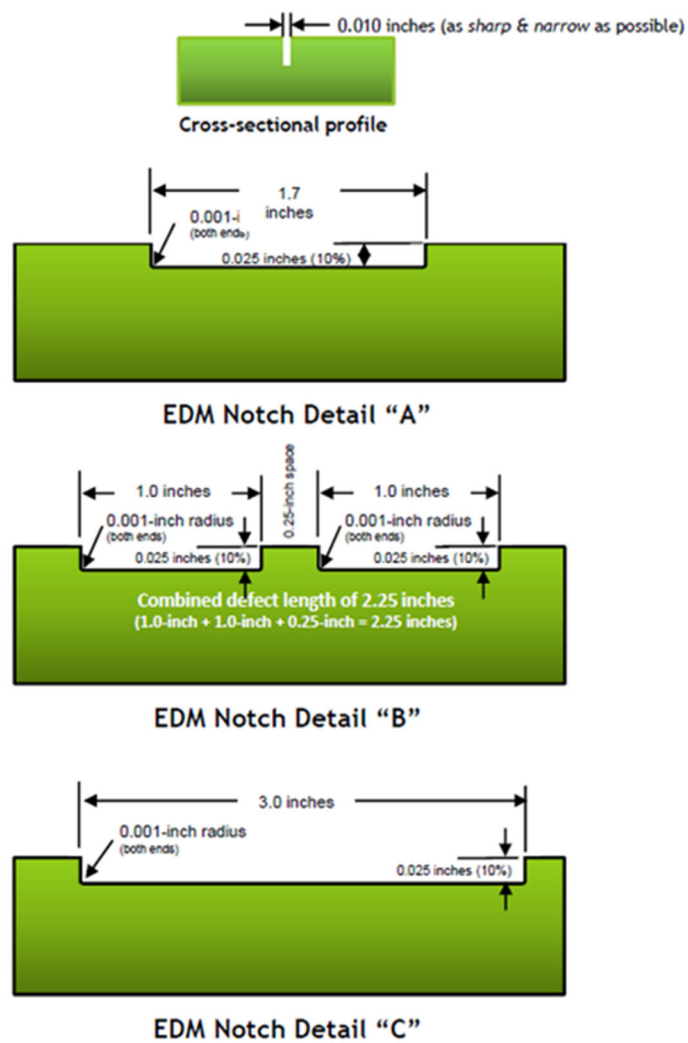 0.010 inches (as sharp & narrow as possible)
Cross-sectional profile
1.7
inches
0.001-i
(both ends)
0.025 inches (10%)
EDM Notch Detail “A”
0.25-inch space
1.0 inches
1.0 inches
0.001-inch radius
(both ends)
0.001-inch radius
(both ends)
0.025 inches (10%)
0.025 inches (10%)
Combined defect length of 2.25 inches
(1.0-inch + 1.0-inch + 0.25-inch = 2.25 inches)
EDM Notch Detail “B”
3.0 inches
0.001-inch radius
(both ends)
0.025 inches (10%)
EDM Notch Detail “C”